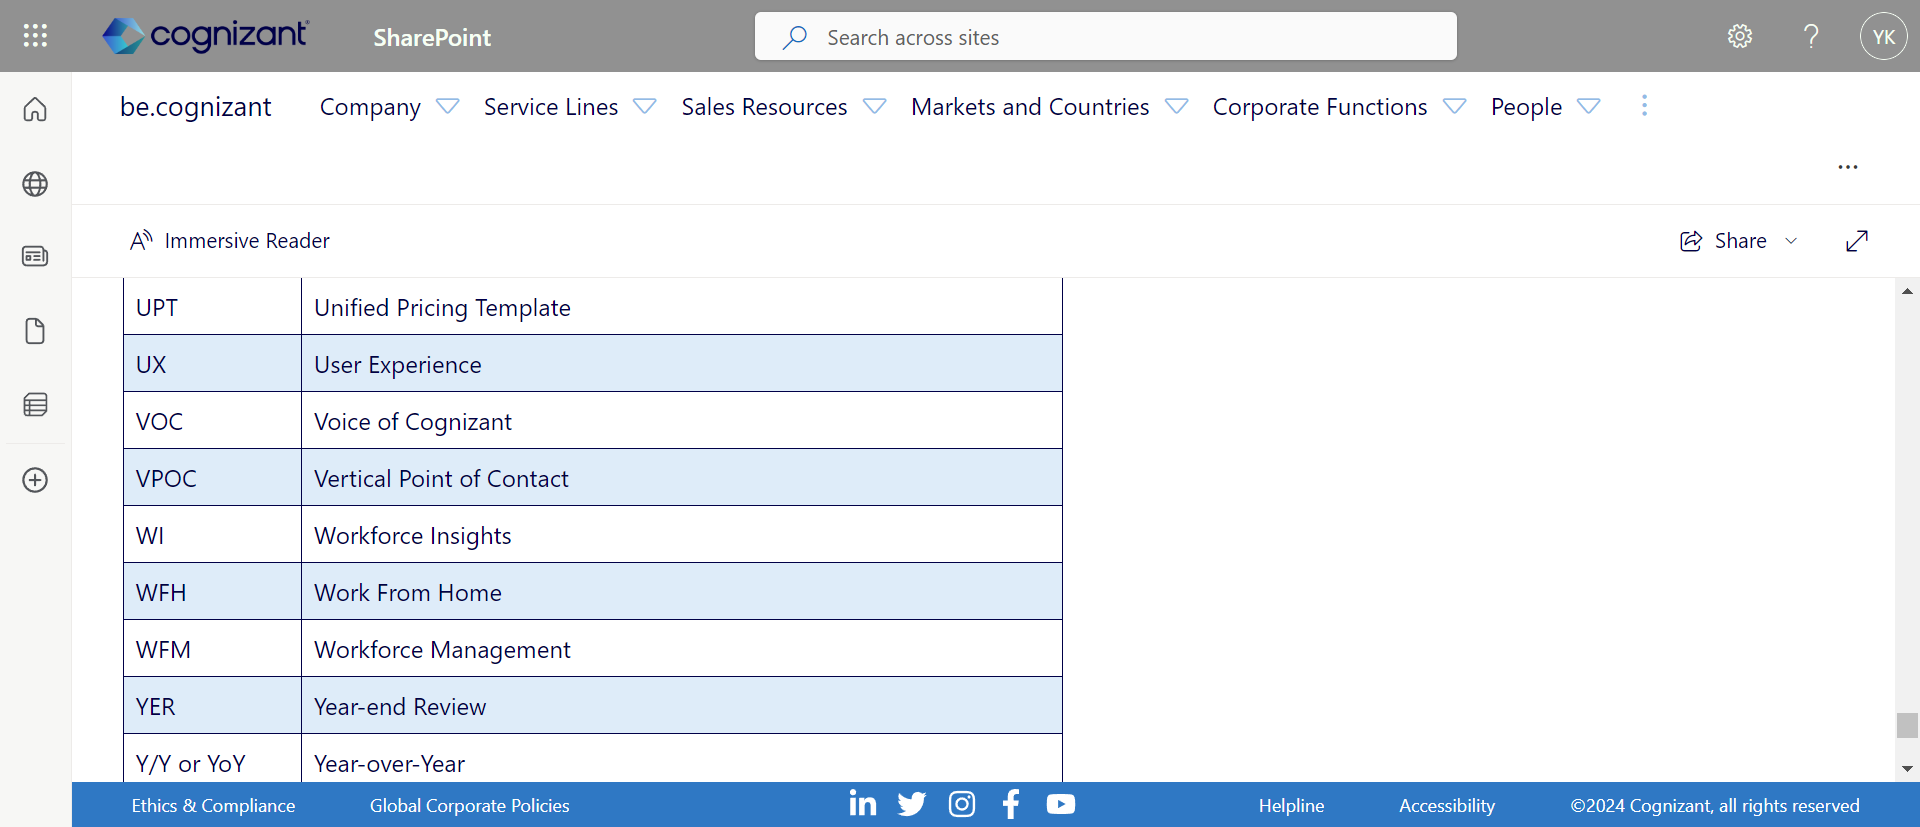 cognizant
SharePoint
Search across sites
YK
be.cognizant
Company
Service Lines
Sales Resources
Markets and Countries
Corporate Functions
People
Immersive Reader
Share
UPT Unified Pricing Template
UX User Experience
VOC Voice of Cognizant
VPOC Vertical Point of Contact
WI Workforce Insights
WFH Work From Home
WFM Workforce Management
YER Year-end Review
Y/Y or YoY Year-over-Year
Ethics & Compliance
Global Corporate Policies
Helpline
Accessibility
©2024 Cognizant, all rights reserved